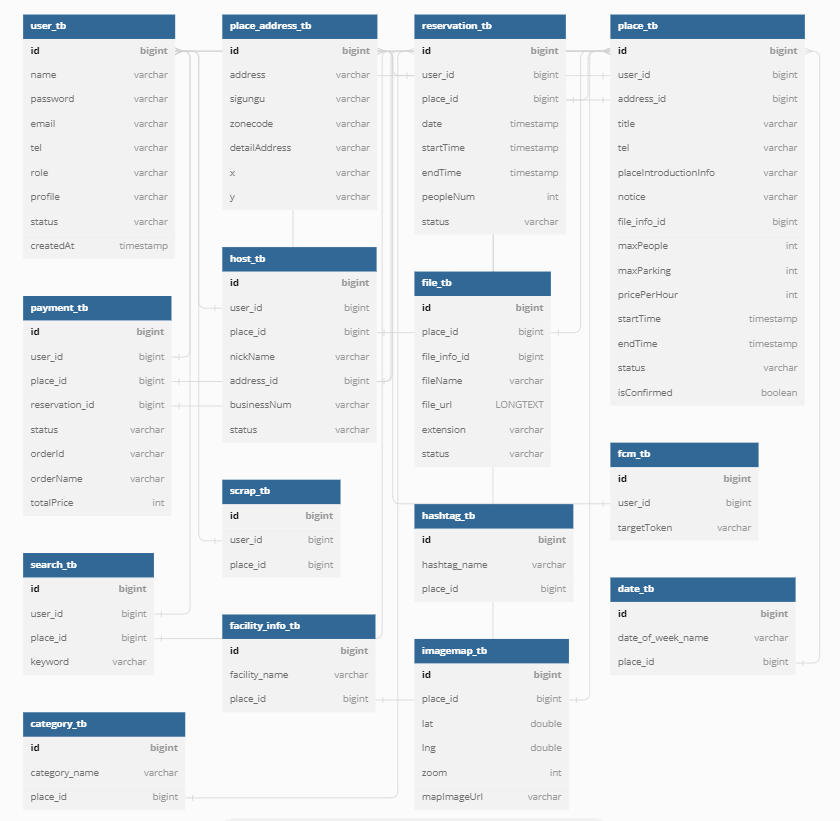 user_tb
id bigint
name varchar
password varchar
email varchar
tel varchar
role varchar
profile varchar
status varchar
createdAt timestamp
payment_tb
id bigint
user_id bigint
place_id bigint
reservation_id bigint
status varchar
orderId varchar
orderName varchar
totalPrice int
search_tb
id bigint
user_id bigint
place_id bigint
keyword varchar
category_tb
id bigint
category_name varchar
place_id bigint
place_address_tb
id bigint
address varchar
sigungu varchar
zonecode varchar
detailAddress varchar
x varchar
y varchar
host_tb
id bigint
user_id bigint
place_id bigint
nickName varchar
address_id bigint
businessNum varchar
status varchar
scrap_tb
id bigint
user_id bigint
place_id bigint
facility_info_tb
id bigint
facility_name varchar
place_id bigint
reservation_tb
id bigint
user_id bigint
place_id bigint
date timestamp
startTime timestamp
endTime timestamp
peopleNum int
status varchar
file_tb
id bigint
place_id bigint
file_info_id bigint
fileName varchar
file_url LONGTEXT
extension varchar
status varchar
hashtag_tb
id bigint
hashtag_name varchar
place_id bigint
imagemap_tb
id bigint
place_id bigint
lat double
lng double
zoom int
mapImageUrl varchar
place_tb
id bigint
user_id bigint
address_id bigint
title varchar
tel varchar
placeIntroductionInfo varchar
notice varchar
file_info_id bigint
maxPeople int
maxParking int
pricePerHour int
startTime timestamp
endTime timestamp
status varchar
isConfirmed boolean
fcm_tb
id bigint
user_id bigint
targetToken varchar
date_tb
id bigint
date_of_week_name varchar
place_id bigint